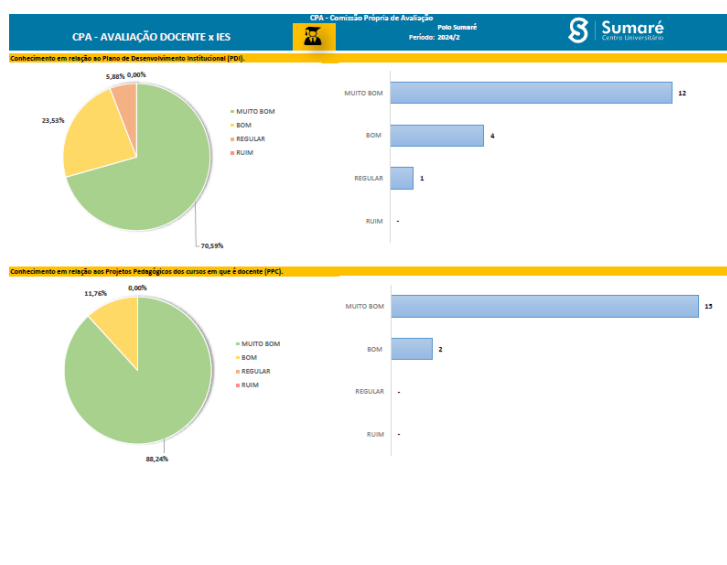 CPA - Comissão Própria de Avaliação
CPA - AVALIAÇÃO DOCENTE x IES
Polo Sumaré
Período: 2024/2
Sumaré
Centro Universitário
Conhecimento em relação ao Plano de Desenvolvimento Institucional (PDI).
5,88% 0,00%
23,53%
70,59%
MUITO BOM
BOM
REGULAR
RUIM
MUITO BOM 12
BOM 4
REGULAR 1
RUIM -
Conhecimento em relação aos Projetos Pedagógicos dos cursos em que é docente (PPC).
11,76% 0,00%
88,24%
MUITO BOM
BOM
REGULAR
RUIM
MUITO BOM 15
BOM 2
REGULAR -
RUIM -